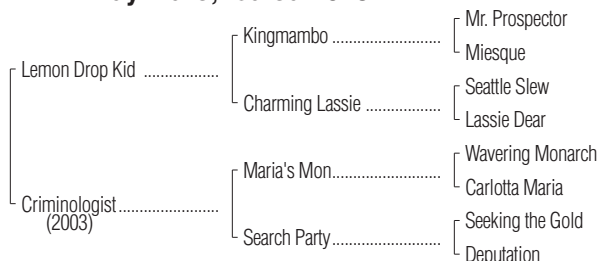 Mr. Prospector
Kingmambo ....................
Miesque
Lemon Drop Kid .................
Seattle Slew
Charming Lassie ..................
Lassie Dear
Wavering Monarch
Maria's Mon..........................
Carlotta Maria
Criminologist.......................
(2003)
Seeking the Gold
Search Party..........................
Deputation